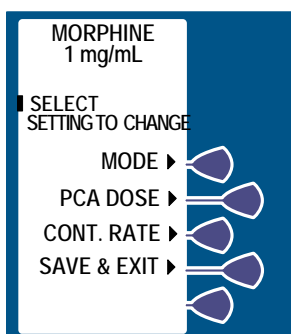 MORPHINE
1 mg/mL
SELECT
SETTING TO CHANGE
MODE
PCA DOSE
CONT. RATE
SAVE & EXIT